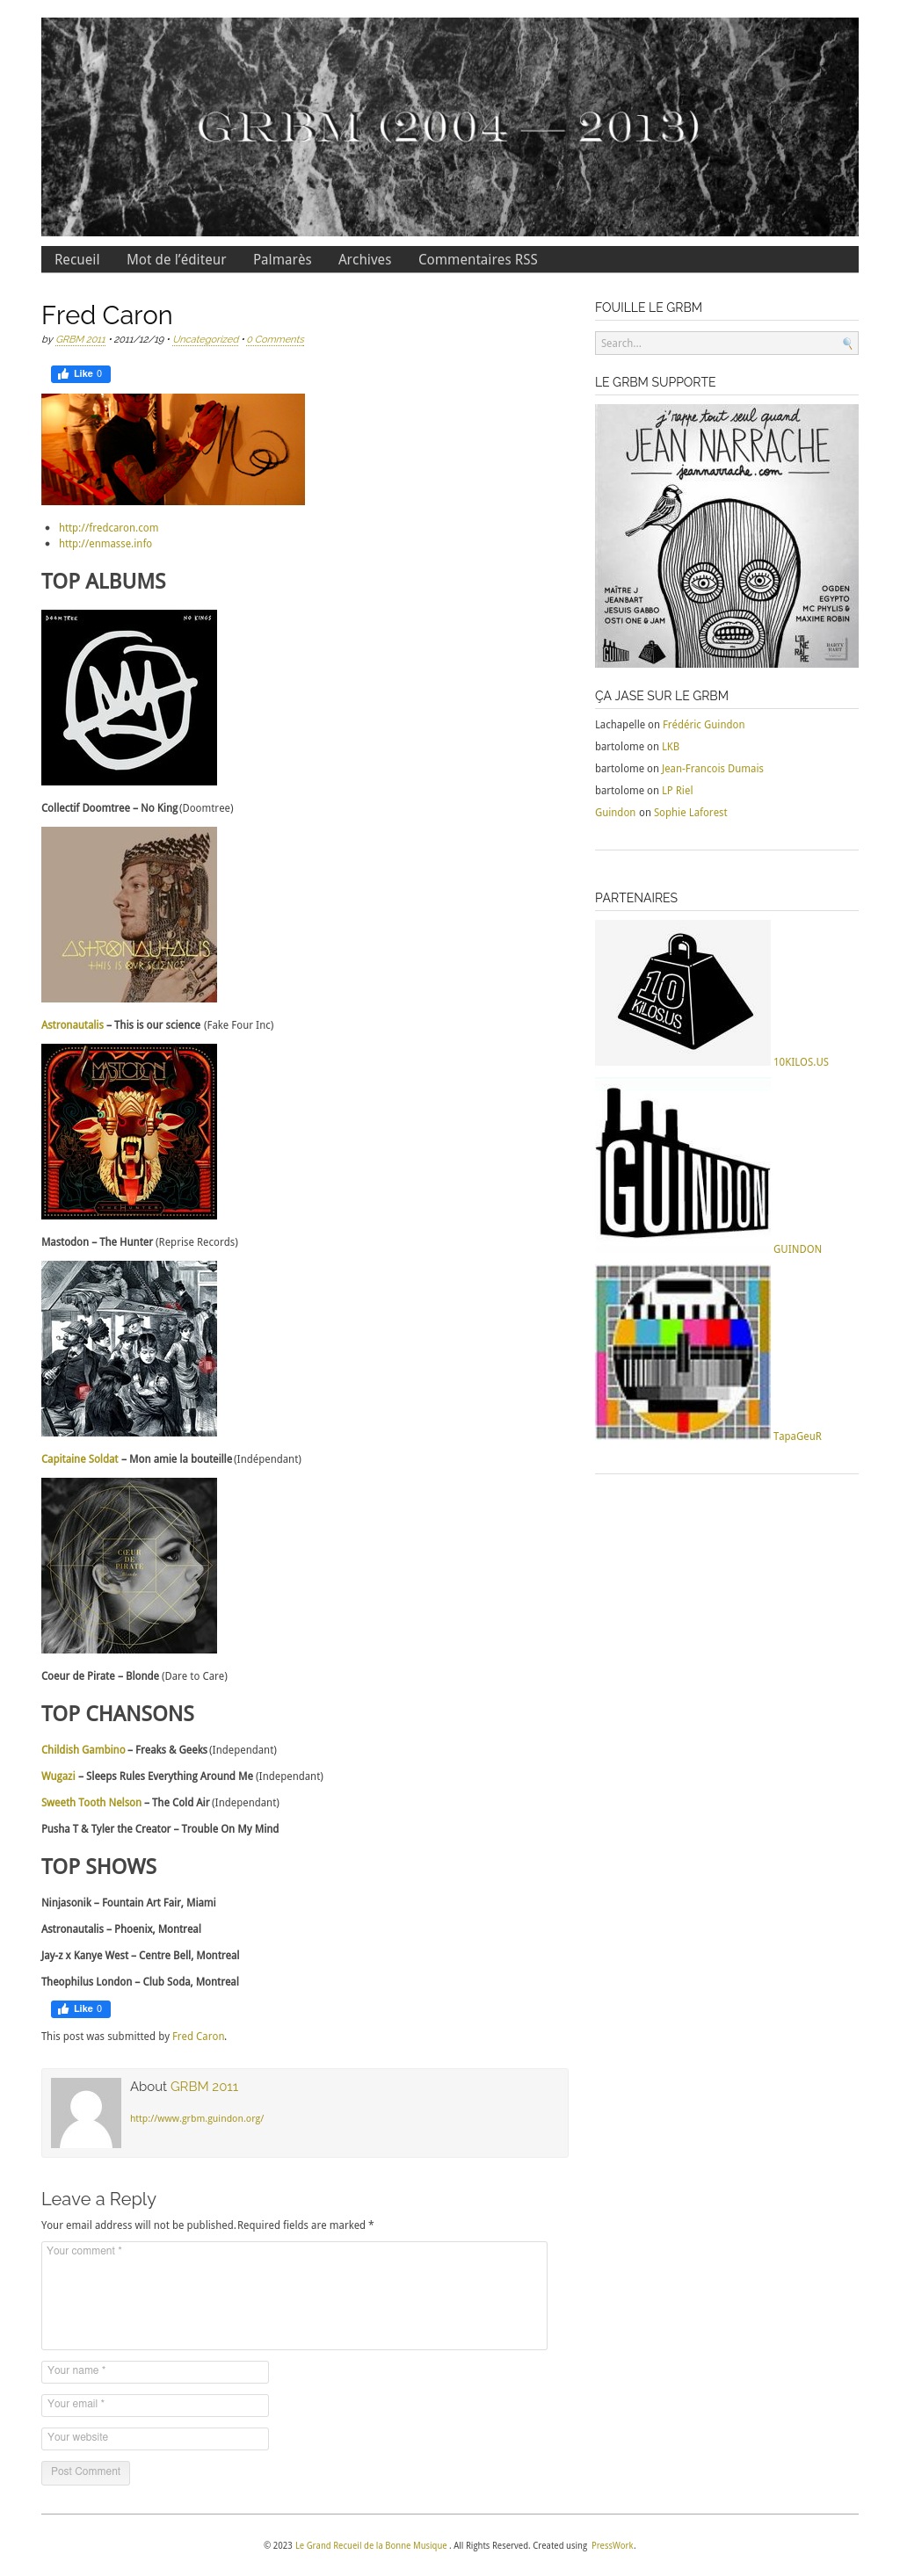 GRBM (2004 — 2013)
Recueil Mot de l'éditeur Palmarès Archives Commentaires RSS
Fred Caron
by GRBM 2011 • 2011/12/19 • Uncategorized • 0 Comments
Like 0
http://fredcaron.com
http://enmasse.info
TOP ALBUMS
DOOMTREE NO KINGS
Collectif Doomtree – No King (Doomtree)
ASTRONAUTALIS
THIS IS OUR SCIENCE
Astronautalis – This is our science (Fake Four Inc)
MASTODON
THE HUNTER
Mastodon – The Hunter (Reprise Records)
Capitaine Soldat – Mon amie la bouteille (Indépendant)
CŒUR
DE
PIRATE
Coeur de Pirate – Blonde (Dare to Care)
TOP CHANSONS
Childish Gambino – Freaks & Geeks (Independant)
Wugazi – Sleeps Rules Everything Around Me (Independant)
Sweeth Tooth Nelson – The Cold Air (Independant)
Pusha T & Tyler the Creator – Trouble On My Mind
TOP SHOWS
Ninjasonik – Fountain Art Fair, Miami
Astronautalis – Phoenix, Montreal
Jay-z x Kanye West – Centre Bell, Montreal
Theophilus London – Club Soda, Montreal
Like 0
This post was submitted by Fred Caron.
About GRBM 2011
http://www.grbm.guindon.org/
Leave a Reply
Your email address will not be published. Required fields are marked *
Your comment *
Your name *
Your email *
Your website
Post Comment
FOUILLE LE GRBM
Search...
LE GRBM SUPPORTE
j'rappe tout seul quand
JEAN NARRACHE
jeannarrache.com
MAÎTRE J
JEANBART
JESUIS GABBO
OSTI ONE & JAM
OGDEN
EGYPTO
MC PHYLIS &
MAXIME ROBIN
ÇA JASE SUR LE GRBM
Lachapelle on Frédéric Guindon
bartolome on LKB
bartolome on Jean-Francois Dumais
bartolome on LP Riel
Guindon on Sophie Laforest
PARTENAIRES
10
KILOS.US
10KILOS.US
GUINDON
GUINDON
TapaGeuR
© 2023 Le Grand Recueil de la Bonne Musique . All Rights Reserved. Created using PressWork.